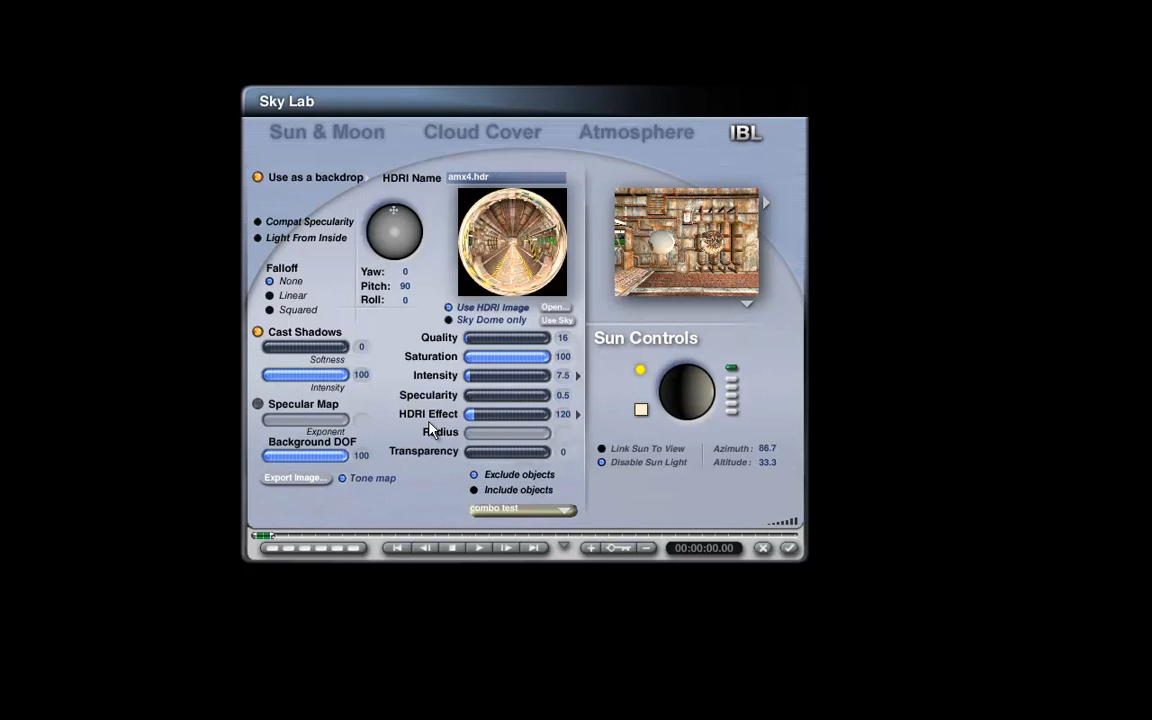 Sky Lab
Sun & Moon Cloud Cover Atmosphere IBL
Use as a backdrop HDRI Name amx4.hdr
Compat Specularity
Light From Inside
Falloff
None
Linear
Squared
Yaw: 0
Pitch: 90
Roll: 0
Use HDRI Image Open...
Sky Dome only Use Sky
Cast Shadows
0
Softness
100
Intensity
Specular Map
Exponent
Background DOF
100
Export Image... Tone map
Quality 16
Saturation 100
Intensity 7.5
Specularity 0.5
HDRI Effect 120
Radius
Transparency 0
Exclude objects
Include objects
combo test
Sun Controls
Link Sun To View Azimuth: 86.7
Disable Sun Light Altitude: 33.3
00:00:00.00